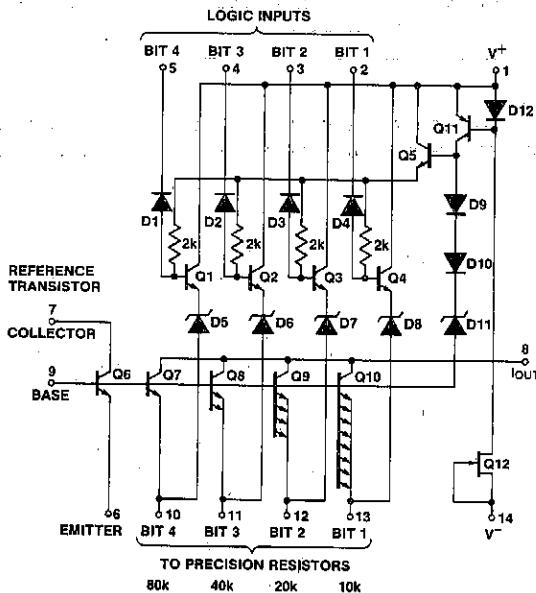 LOGIC INPUTS
BIT 4 BIT 3 BIT 2 BIT 1 V+
5 4 3 2 1
D12
Q11
Q5
D1 D2 D3 D4 D9
2k 2k 2k 2k
Q1 Q2 Q3 Q4 D10
REFERENCE
TRANSISTOR
7
COLLECTOR
D5 D6 D7 D8 D11
8
IOUT
9
BASE
Q6 Q7 Q8 Q9 Q10
Q12
6 10 11 12 13 14
EMITTER BIT 4 BIT 3 BIT 2 BIT 1 V-
TO PRECISION RESISTORS
80k 40k 20k 10k